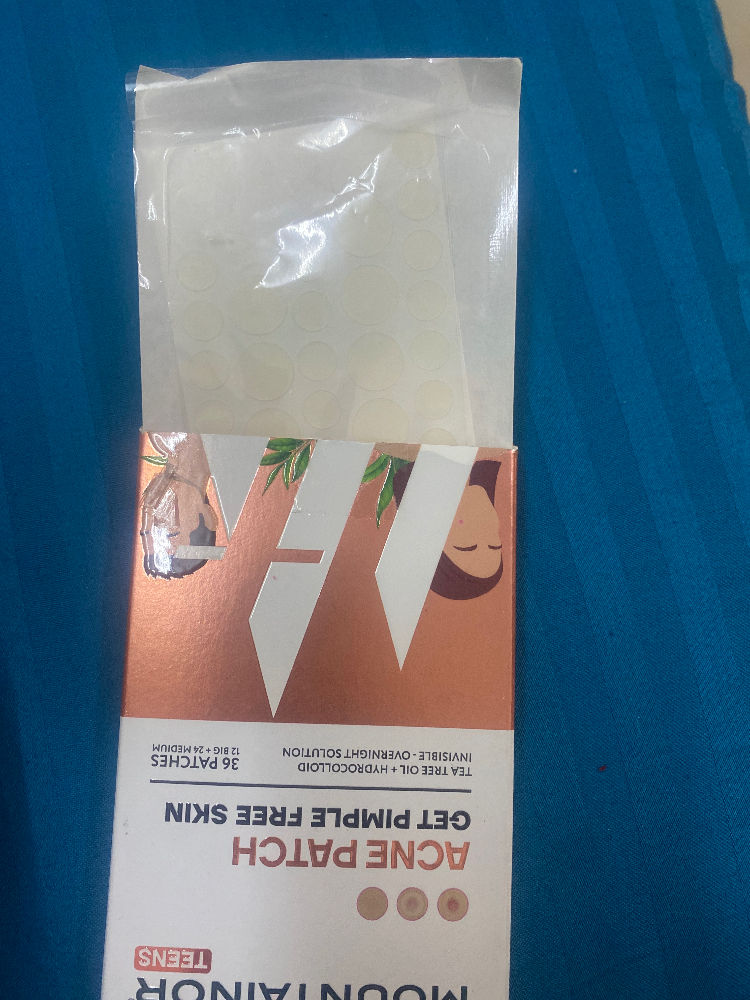 MOUNTAINOR
TEENS
ACNE PATCH
GET PIMPLE FREE SKIN
TEA TREE OIL + HYDROCOLLOID
INVISIBLE - OVERNIGHT SOLUTION
36 PATCHES
12 BIG + 24 MEDIUM